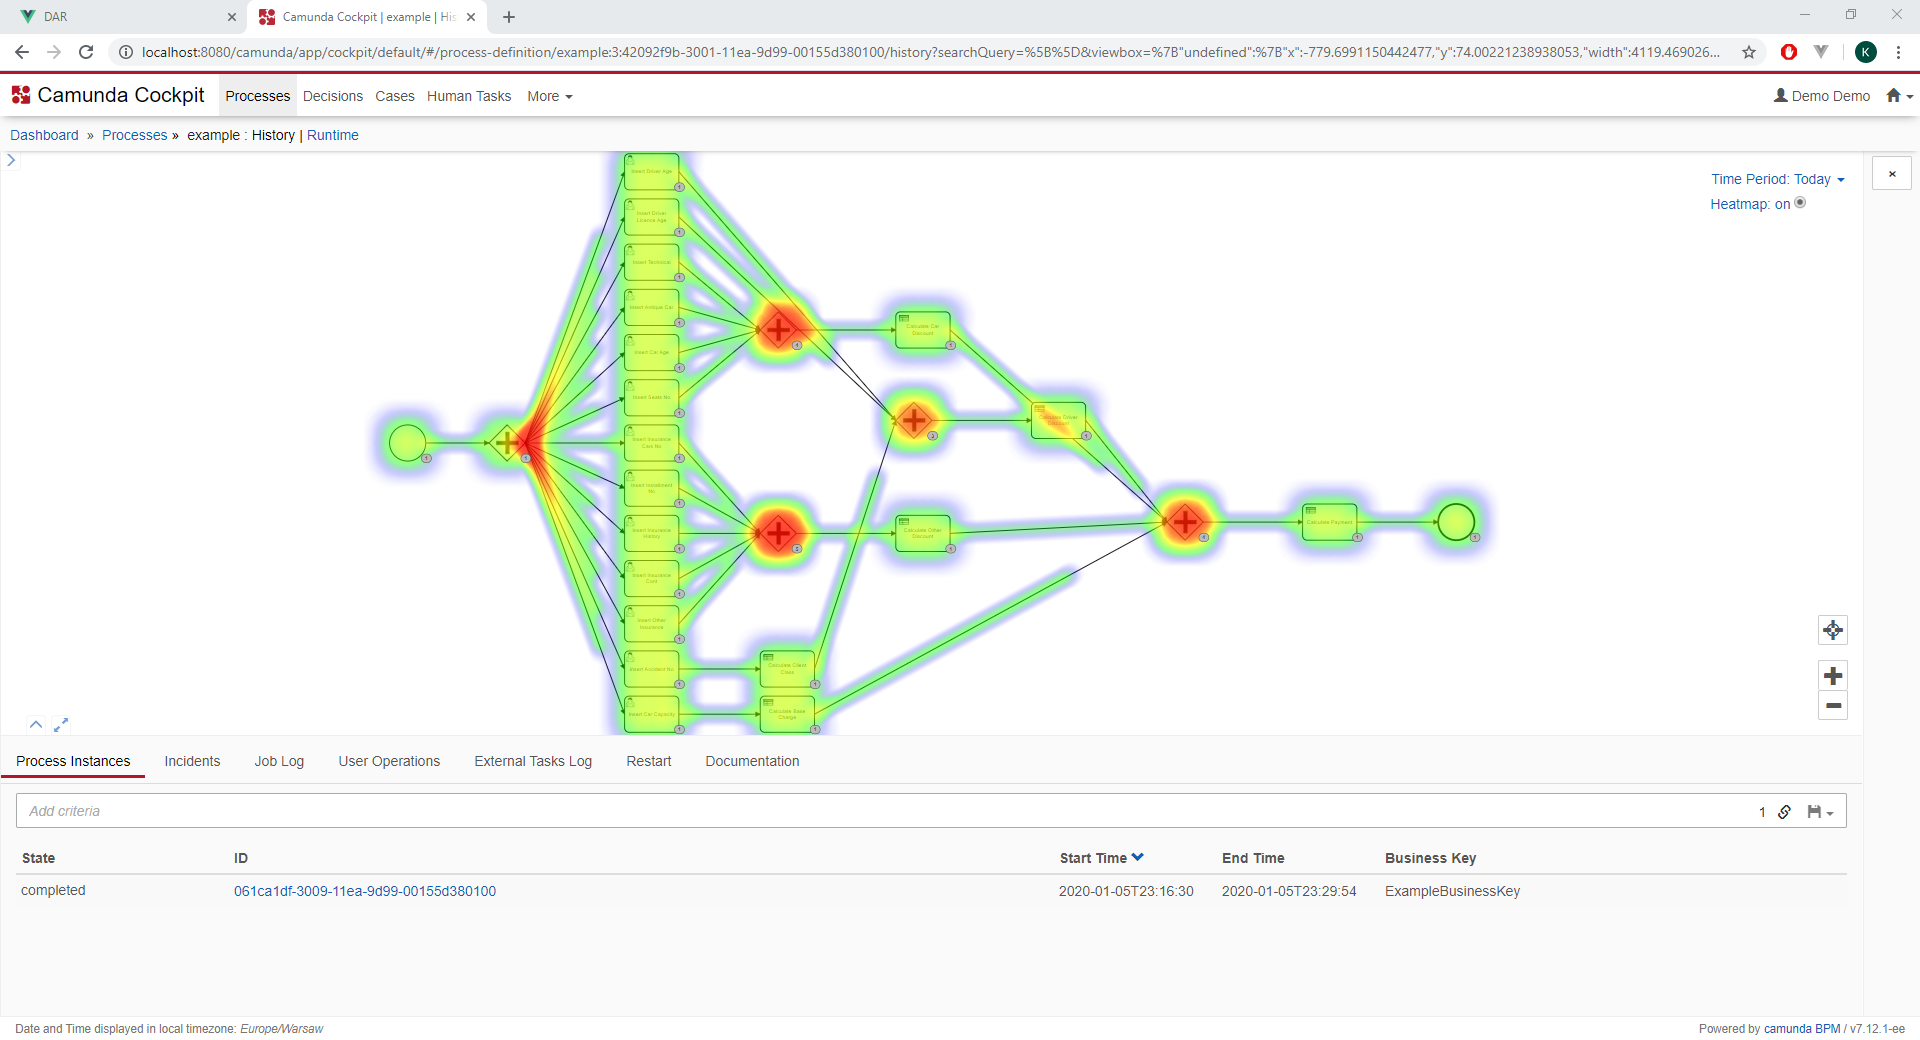 DAR
Camunda Cockpit | example | His
localhost:8080/camunda/app/cockpit/default/#/process-definition/example:3:42092f9b-3001-11ea-9d99-00155d380100/history?searchQuery=%5B%5D&viewbox=%7B"undefined":%7B"x":-779.6991150442477,"y":74.00221238938053,"width":4119.469026...
K
Camunda Cockpit
Processes
Decisions
Cases
Human Tasks
More
Demo Demo
Dashboard » Processes » example : History | Runtime
Time Period: Today
Heatmap: on
Insert Driver Age
Insert Driver
Licence Age
Insert Technical
Insert Antique Car
Insert Car Age
Insert Seats No
Insert Insurance
Cars No
Insert Instalment
No
Insert Insurance
History
Insert Insurance
Cont
Insert Other
Insurance
Insert Accident No
Insert Car Capacity
Calculate Car
Discount
Calculate Driver
Discount
Calculate Other
Discount
Calculate Client
Class
Calculate Base
Charge
Calculate Payment
Process Instances
Incidents
Job Log
User Operations
External Tasks Log
Restart
Documentation
Add criteria
1
State
ID
Start Time
End Time
Business Key
completed
061ca1df-3009-11ea-9d99-00155d380100
2020-01-05T23:16:30
2020-01-05T23:29:54
ExampleBusinessKey
Date and Time displayed in local timezone: Europe/Warsaw
Powered by camunda BPM / v7.12.1-ee